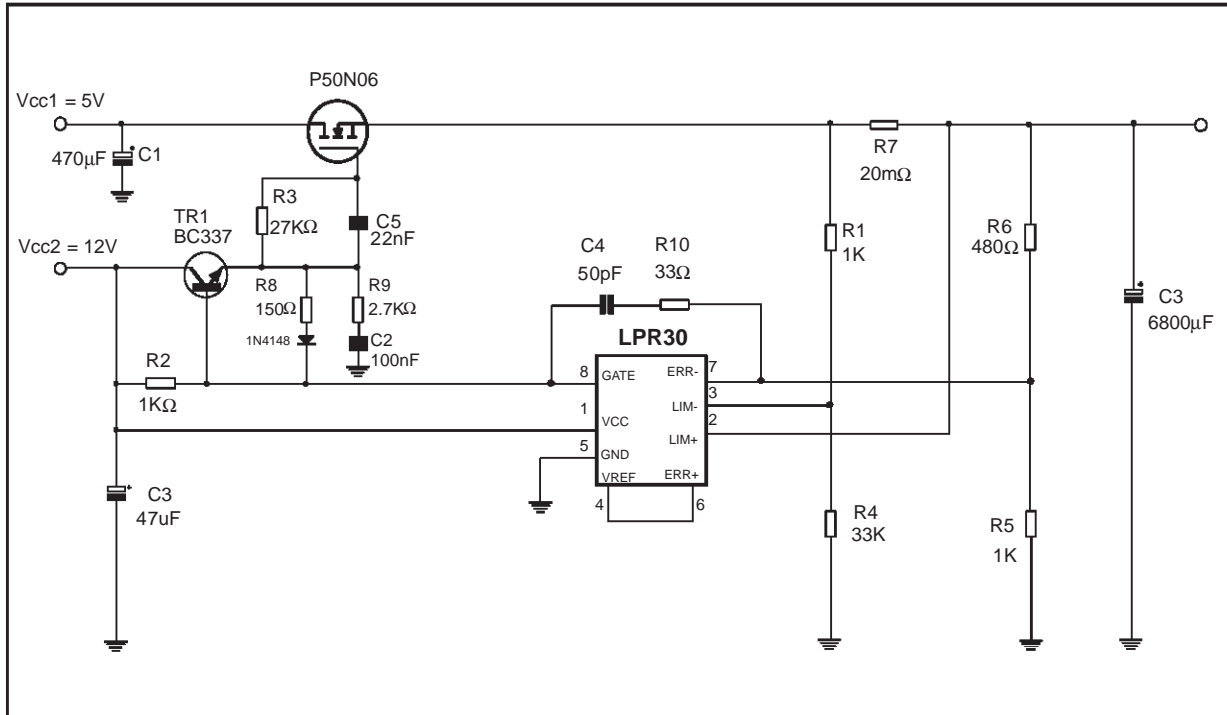 P50N06
Vcc1 = 5V
470µF
C1
R7
20mΩ
R3
27KΩ
C5
22nF
TR1
BC337
Vcc2 = 12V
R1
1K
R6
480Ω
C4
50pF
R10
33Ω
R8
150Ω
R9
2.7KΩ
C3
6800µF
1N4148
C2
100nF
LPR30
R2
1KΩ
8
GATE
ERR-
7
LIM-
3
1
VCC
LIM+
2
5
GND
VREF
ERR+
4
6
C3
47uF
R4
33K
R5
1K